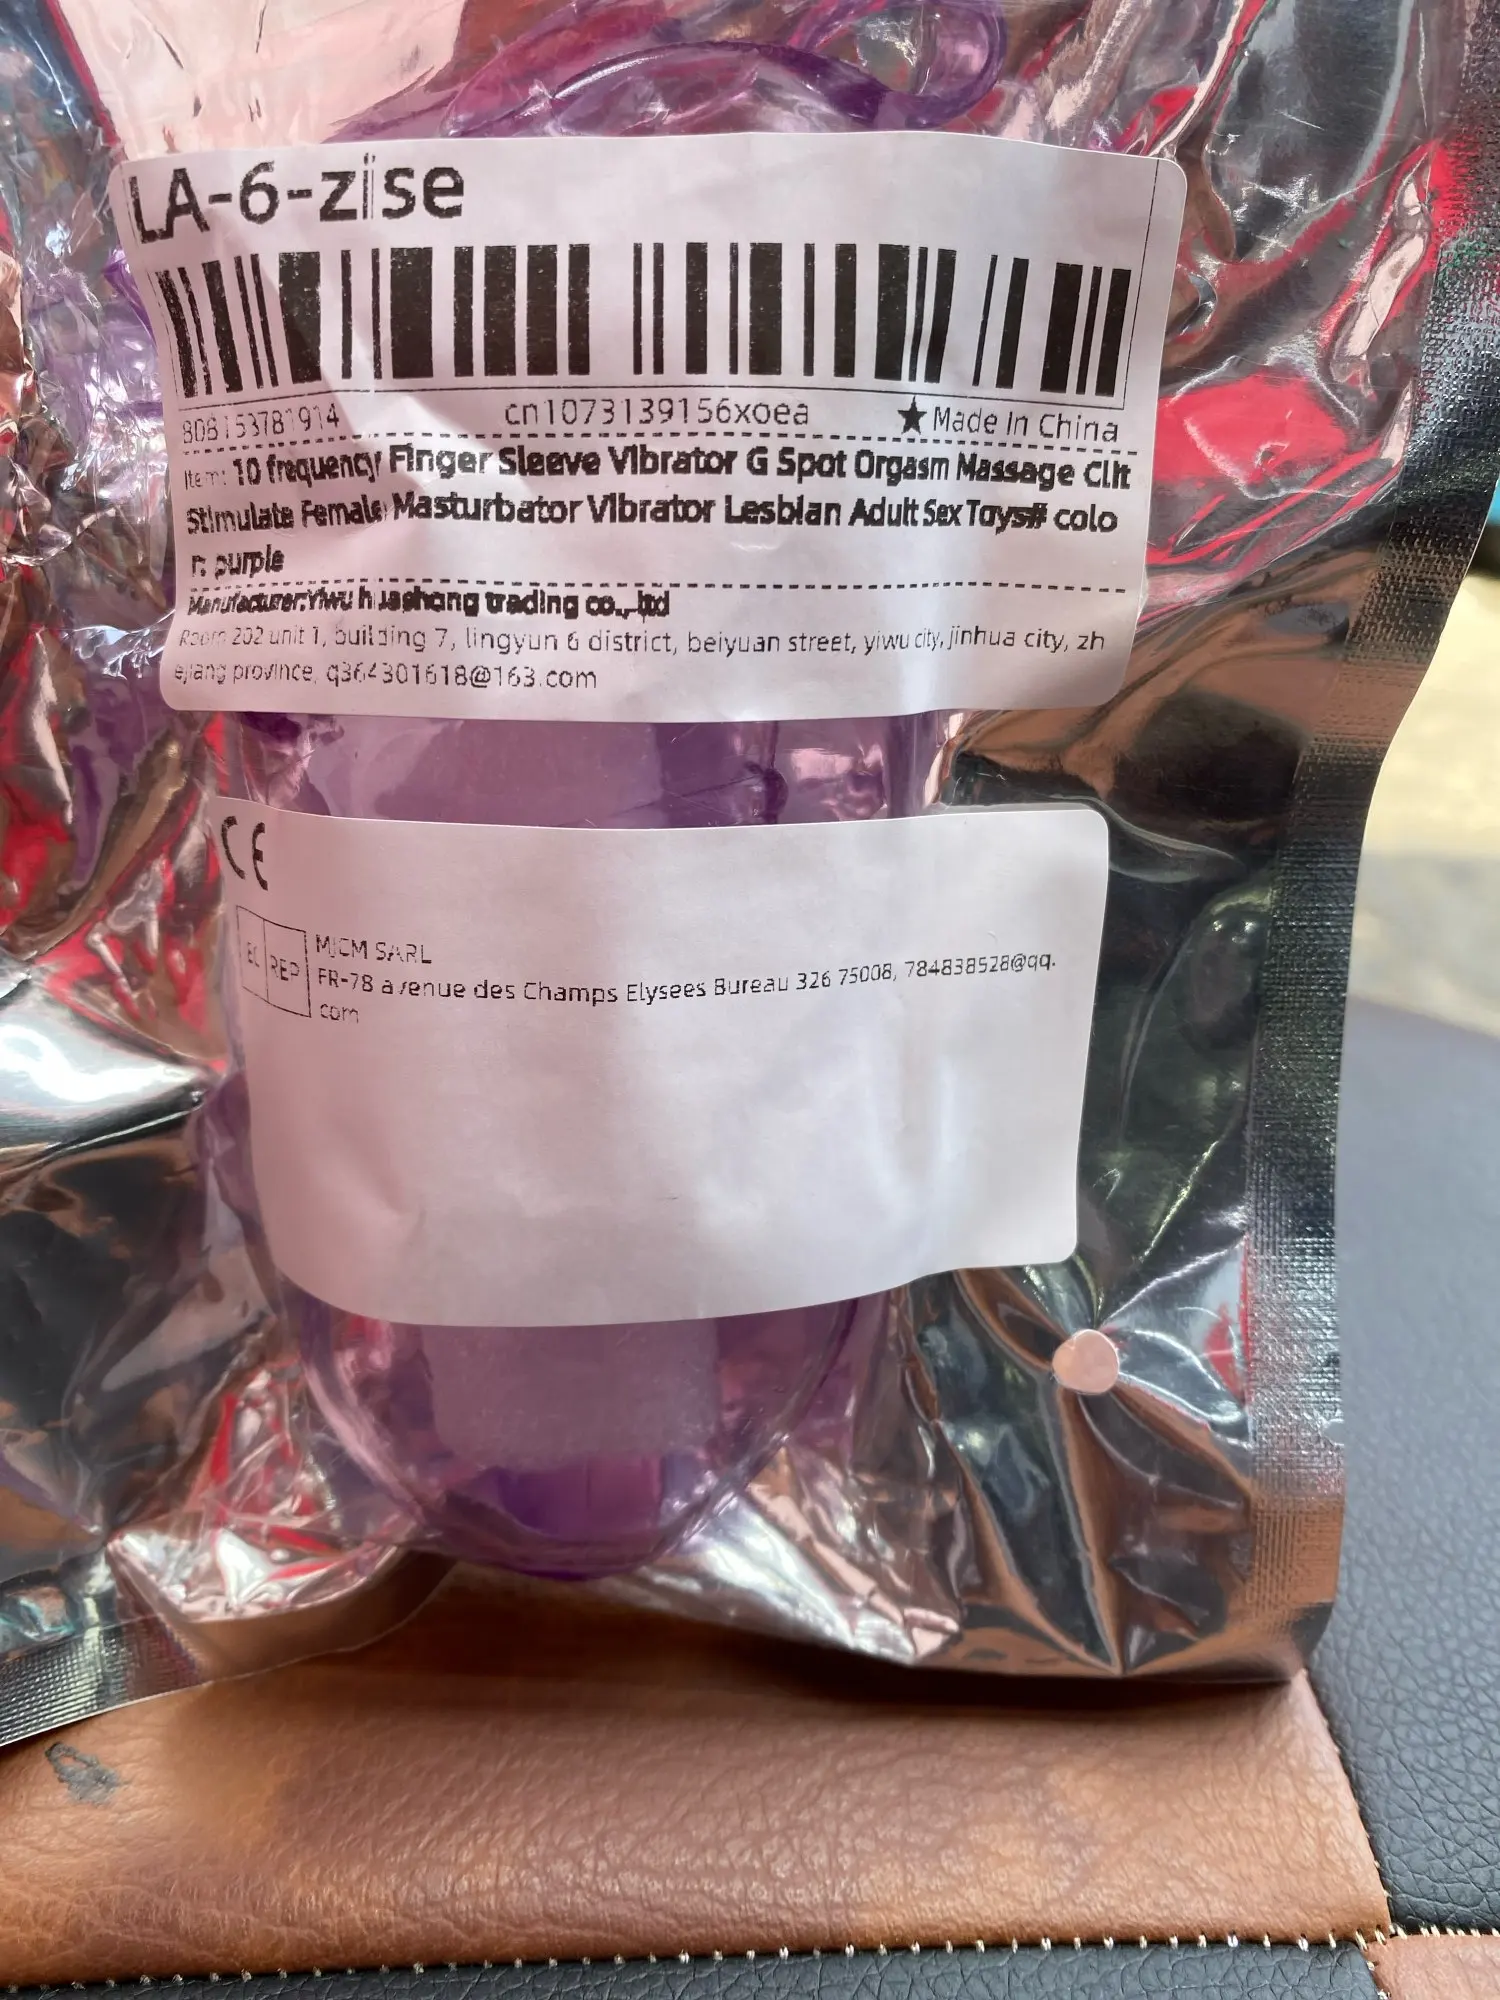 LA-6-zise
808153781914 cn1073139156xoea ★ Made In China
Item: 10 frequency Finger Sleeve Vibrator G Spot Orgasm Massage Clit
Stimulate Female Masturbator Vibrator Lesbian Adult Sex Toys# colo
r: purple
Manufacturer:Yiwu huashang trading co.,ltd
Room 202 unit 1, building 7, lingyun 6 district, beiyuan street, yiwu city, jinhua city, zh
ejiang province, q364301618@163.com
CE
EC REP
MICM SARL
FR-78 avenue des Champs Elysees Bureau 326 75008, 784838528@qq.
com